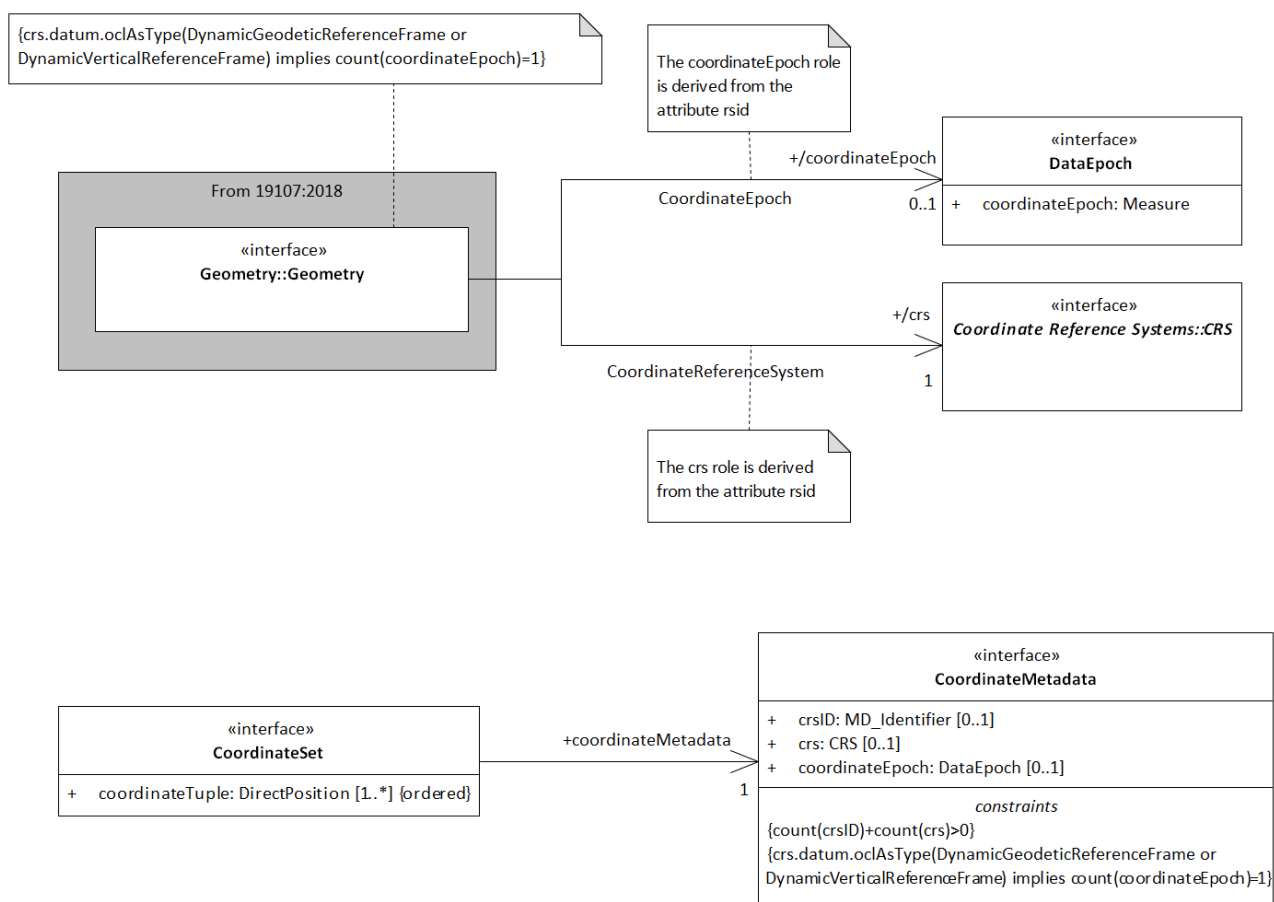 {crs.datum.oclAsType(DynamicGeodeticReferenceFrame or
DynamicVerticalReferenceFrame) implies count(coordinateEpoch)=1}
The coordinateEpoch role
is derived from the
attribute rsid
From 19107:2018
«interface»
Geometry::Geometry
+/coordinateEpoch
CoordinateEpoch
0..1
«interface»
DataEpoch
+ coordinateEpoch: Measure
+/crs
CoordinateReferenceSystem
1
«interface»
Coordinate Reference Systems::CRS
The crs role is derived
from the attribute rsid
«interface»
CoordinateSet
+ coordinateTuple: DirectPosition [1..*] {ordered}
+coordinateMetadata
1
«interface»
CoordinateMetadata
+ crsID: MD_Identifier [0..1]
+ crs: CRS [0..1]
+ coordinateEpoch: DataEpoch [0..1]
constraints
{count(crsID)+count(crs)>0}
{crs.datum.oclAsType(DynamicGeodeticReferenceFrame or
DynamicVerticalReferenceFrame) implies count(coordinateEpoch)=1}